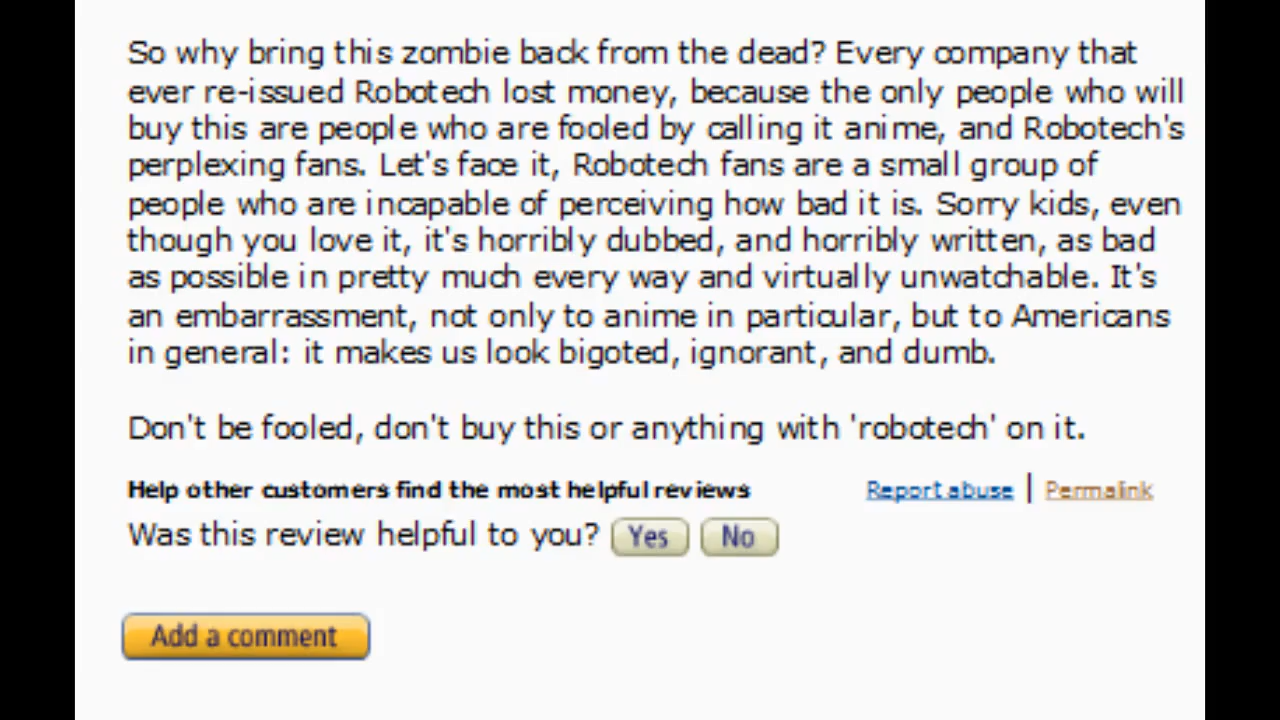 So why bring this zombie back from the dead? Every company that
ever re-issued Robotech lost money, because the only people who will
buy this are people who are fooled by calling it anime, and Robotech's
perplexing fans. Let's face it, Robotech fans are a small group of
people who are incapable of perceiving how bad it is. Sorry kids, even
though you love it, it's horribly dubbed, and horribly written, as bad
as possible in pretty much every way and virtually unwatchable. It's
an embarrassment, not only to anime in particular, but to Americans
in general: it makes us look bigoted, ignorant, and dumb.
Don't be fooled, don't buy this or anything with 'robotech' on it.
Help other customers find the most helpful reviews Report abuse | Permalink
Was this review helpful to you? Yes No
Add a comment